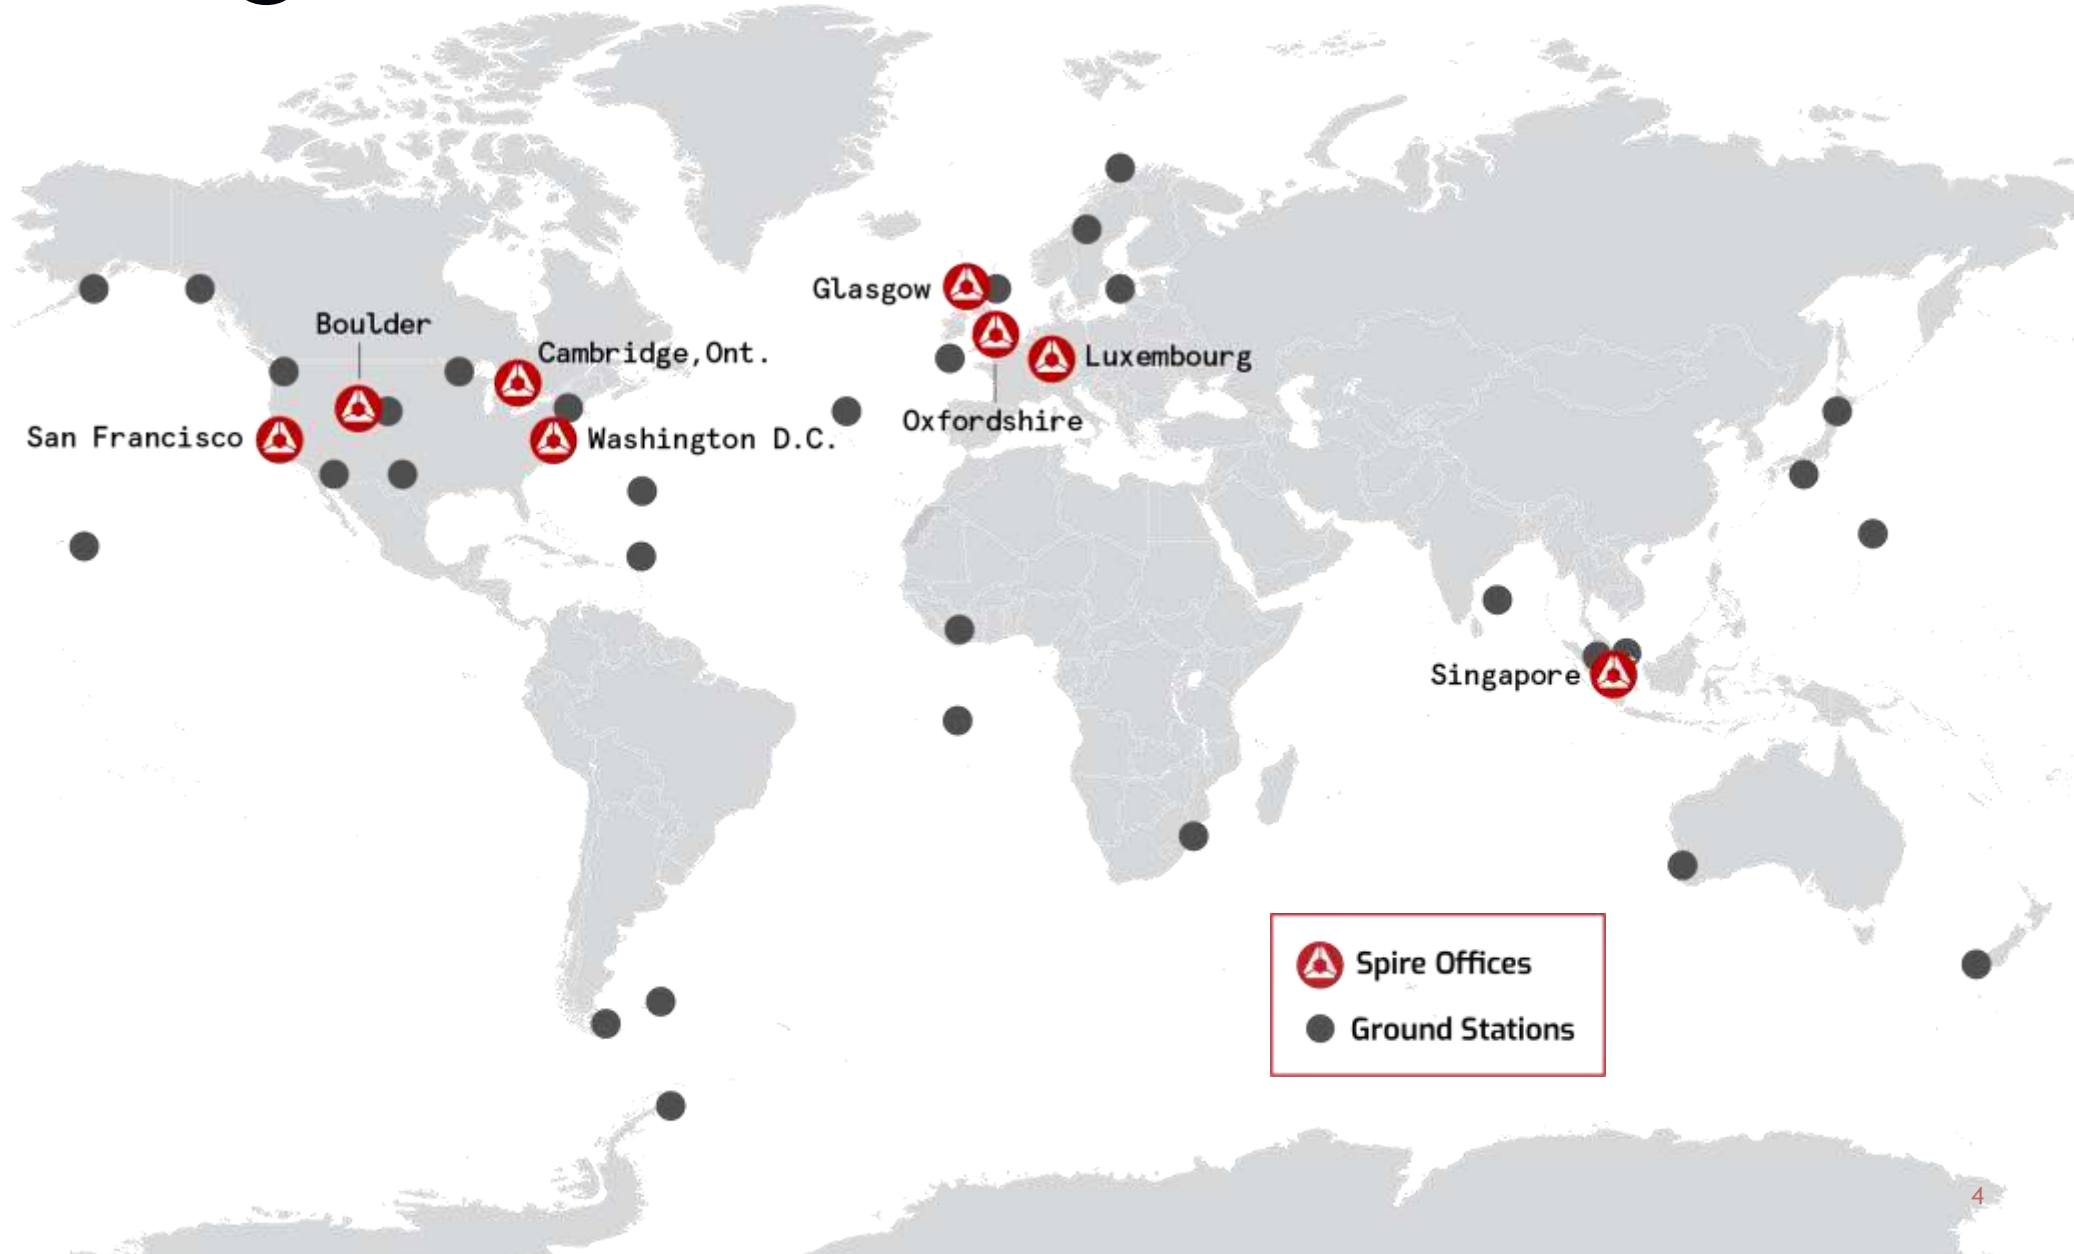 Glasgow
Boulder
Cambridge,Ont.
Luxembourg
Oxfordshire
San Francisco
Washington D.C.
Singapore
Spire Offices
Ground Stations
4